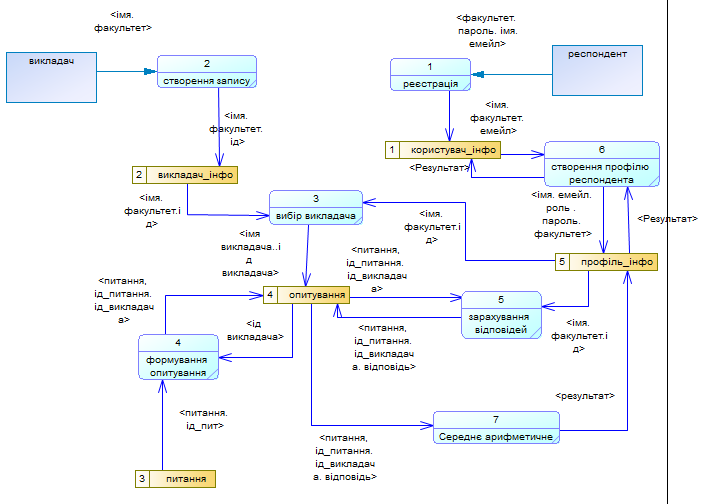 <імя.
факультет>
<факультет.
пароль. імя.
емейл>
викладач
респондент
2
створення запису
1
реєстрація
<імя.
факультет.
ід>
<імя.
факультет.
емейл>
1 користувач_інфо
<Результат>
6
створення профілю
респондента
2 викладач_інфо
<імя.
факультет.і
д>
3
вибір викладача
<імя.
факультет.і
д>
<імя. емейл.
роль .
пароль.
факультет>
<Результат>
<імя
викладача..і
д
викладача>
<питання,
ід_питання.
ід_викладач
а>
5 профіль_інфо
<питання,
ід_питання.
ід_викладач
а>
4 опитування
5
зарахування
відповідей
<ід
викладача>
<питання,
ід_питання.
ід_викладач
а. відповідь>
<імя.
факультет.і
д>
4
формування
опитування
<результат>
<питання.
ід_пит>
7
Середнє арифметичне
<питання,
ід_питання.
ід_викладач
а. відповідь>
3 питання